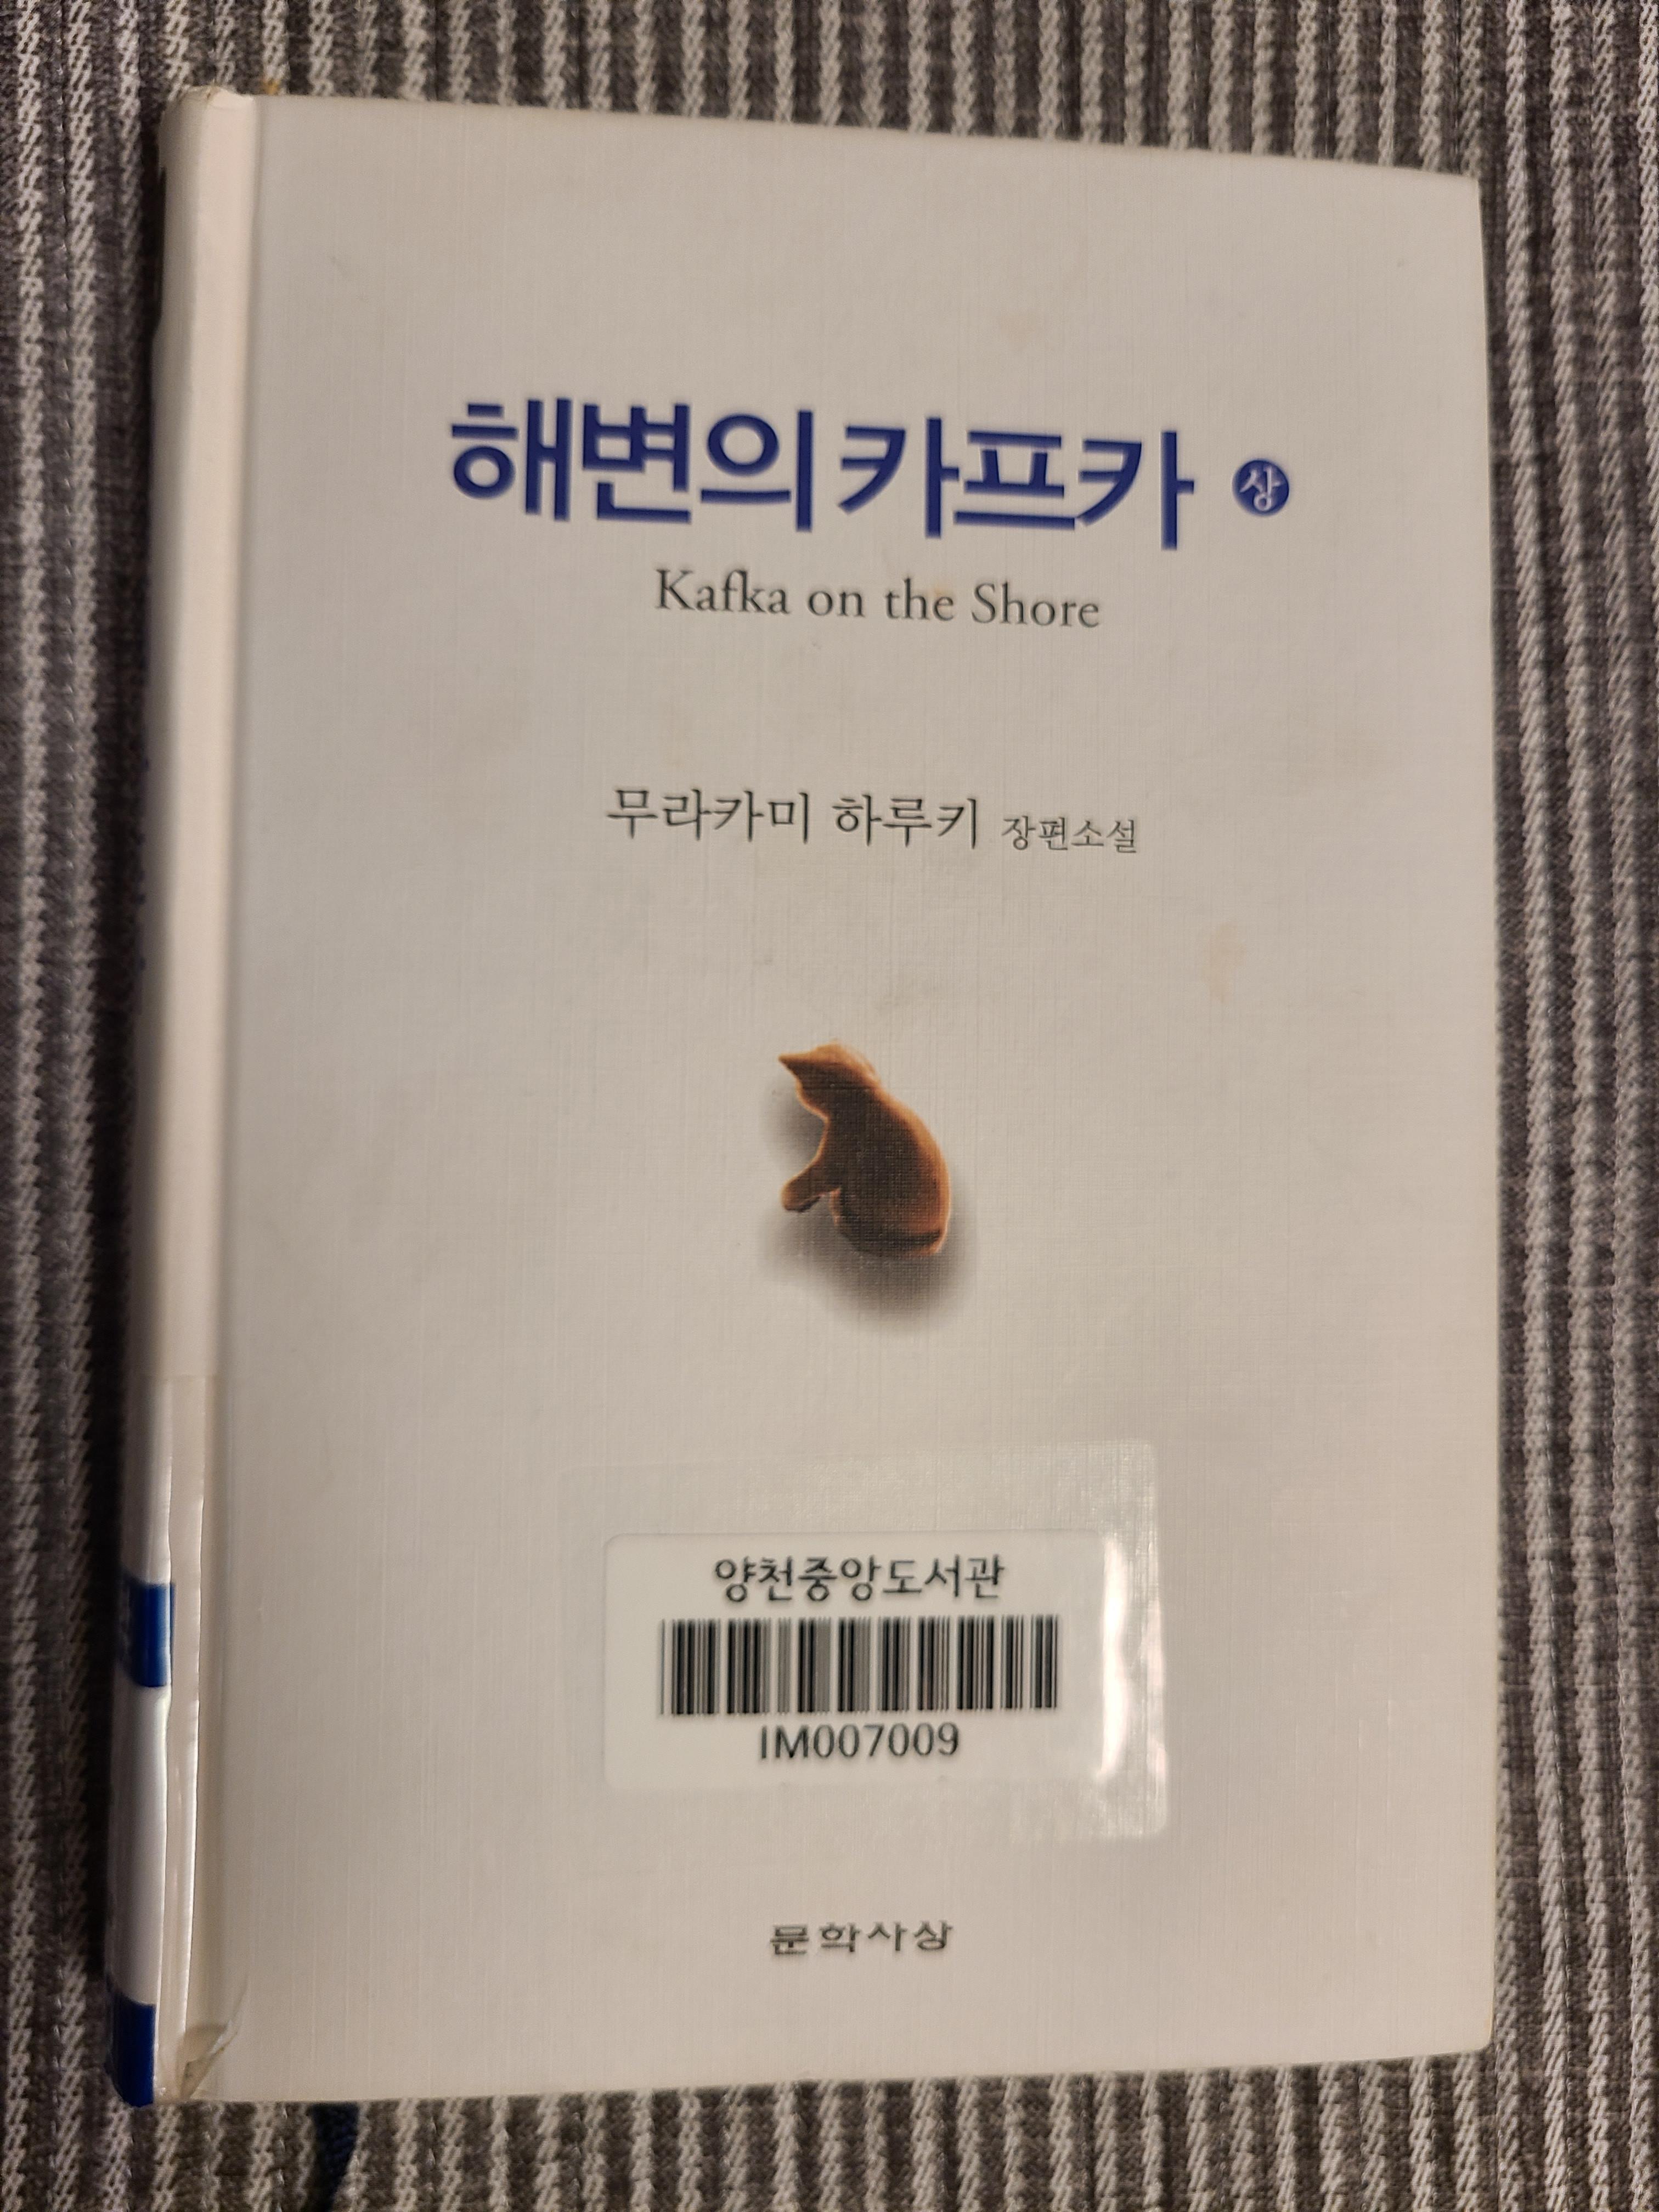 해변의 카프카 상
Kafka on the Shore
무라카미 하루키 장편소설
양천중앙도서관
IM007009
문학사상